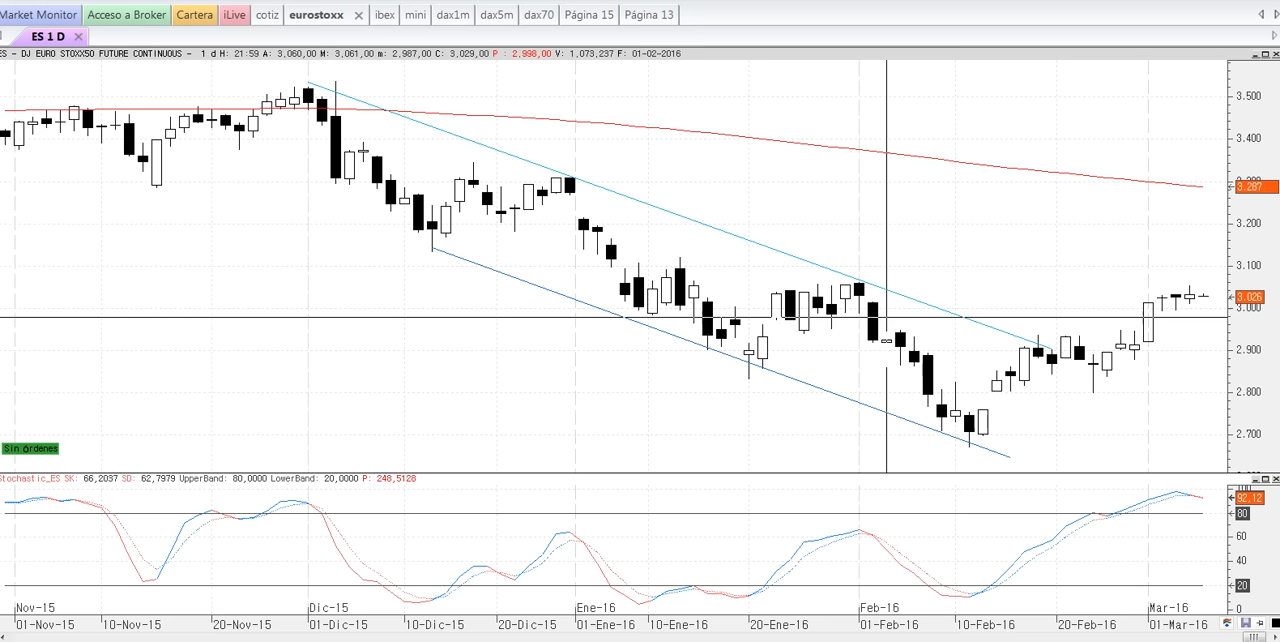 Market Monitor Acceso a Broker Cartera iLive cotiz eurostoxx ibex mini dax1m dax5m dax70 Página 15 Página 13
ES 1 D
ES - DJ EURO STOXX50 FUTURE CONTINUOUS - 1 d H: 21:59 A: 3,060,00 M: 3,061,00 m: 2,987,00 C: 3,029,00 P : 2,998,00 V: 1,073,237 F: 01-02-2016
3.500
3.400
3.287
3.200
3.100
3.026
3.000
2.900
2.800
2.700
Sin órdenes
Stochastic_ES SK: 66,2037 SD: 62,7979 UpperBand: 80,0000 LowerBand: 20,0000 P: 248,5128
100
92,12
80
60
40
20
0
Nov-15 Dic-15 Ene-16 Feb-16 Mar-16
01-Nov-15 10-Nov-15 20-Nov-15 01-Dic-15 10-Dic-15 20-Dic-15 01-Ene-16 10-Ene-16 20-Ene-16 01-Feb-16 10-Feb-16 20-Feb-16 01-Mar-16